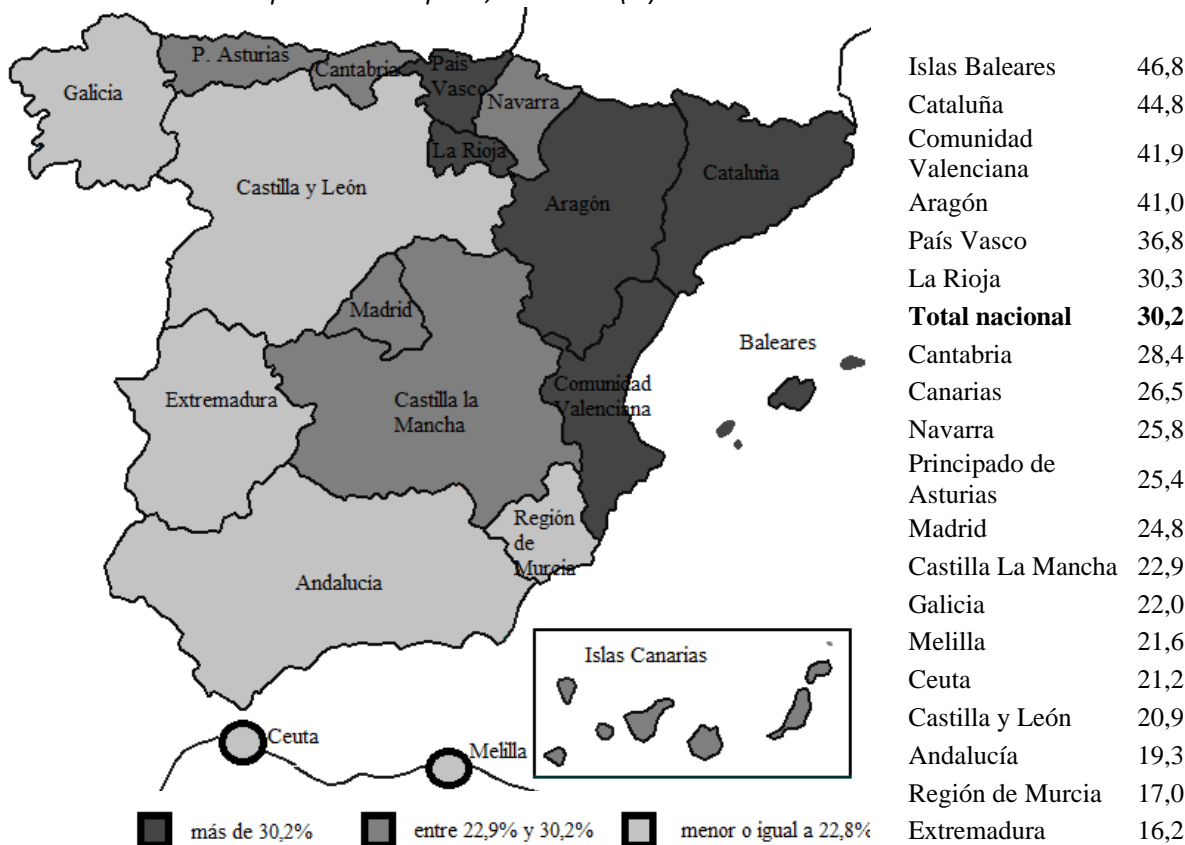 P. Asturias
Cantabria
País
Vasco
Navarra
Galicia
La Rioja
Cataluña
Castilla y León
Aragón
Madrid
Baleares
Extremadura
Castilla la
Mancha
Comunidad
Valenciana
Región
de
Murcia
Andalucía
Islas Canarias
Ceuta
Melilla
más de 30,2%
entre 22,9% y 30,2%
menor o igual a 22,8%
Islas Baleares 46,8
Cataluña 44,8
Comunidad
Valenciana 41,9
Aragón 41,0
País Vasco 36,8
La Rioja 30,3
Total nacional 30,2
Cantabria 28,4
Canarias 26,5
Navarra 25,8
Principado de
Asturias 25,4
Madrid 24,8
Castilla La Mancha 22,9
Galicia 22,0
Melilla 21,6
Ceuta 21,2
Castilla y León 20,9
Andalucía 19,3
Región de Murcia 17,0
Extremadura 16,2